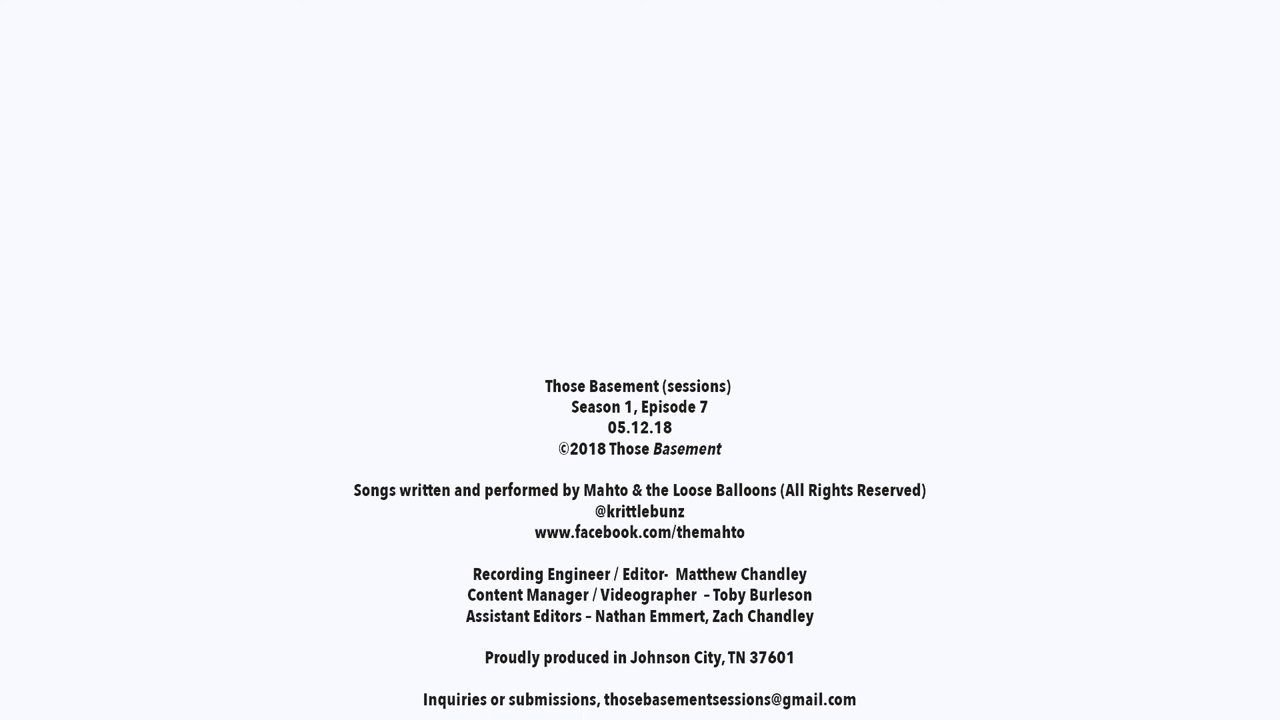 Those Basement (sessions)
Season 1, Episode 7
05.12.18
©2018 Those Basement
Songs written and performed by Mahto & the Loose Balloons (All Rights Reserved)
@krittlebunz
www.facebook.com/themahto
Recording Engineer / Editor- Matthew Chandley
Content Manager / Videographer – Toby Burleson
Assistant Editors – Nathan Emmert, Zach Chandley
Proudly produced in Johnson City, TN 37601
Inquiries or submissions, thosebasementsessions@gmail.com